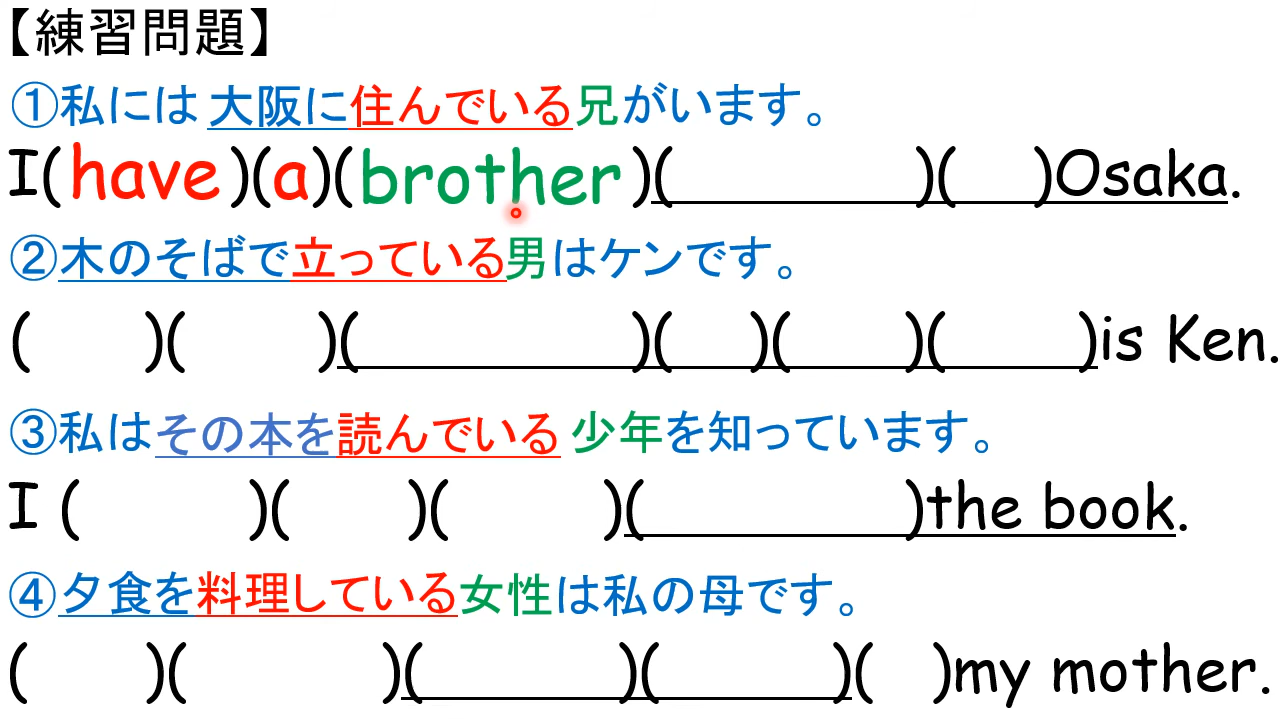 【練習問題】
①私には大阪に住んでいる兄がいます。
I(have)(a)(brother)( )( )Osaka.
②木のそばで立っている男はケンです。
( )( )( )( )( )( )is Ken.
③私はその本を読んでいる少年を知っています。
I ( )( )( )( )the book.
④夕食を料理している女性は私の母です。
( )( )( )( )( )my mother.